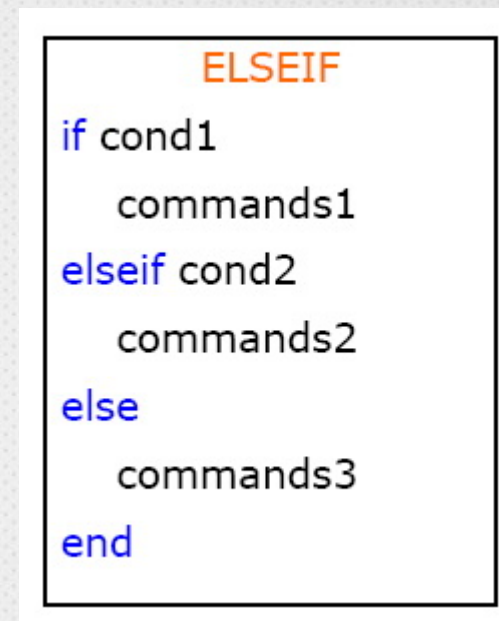 ELSEIF
if cond1
commands1
elseif cond2
commands2
else
commands3
end